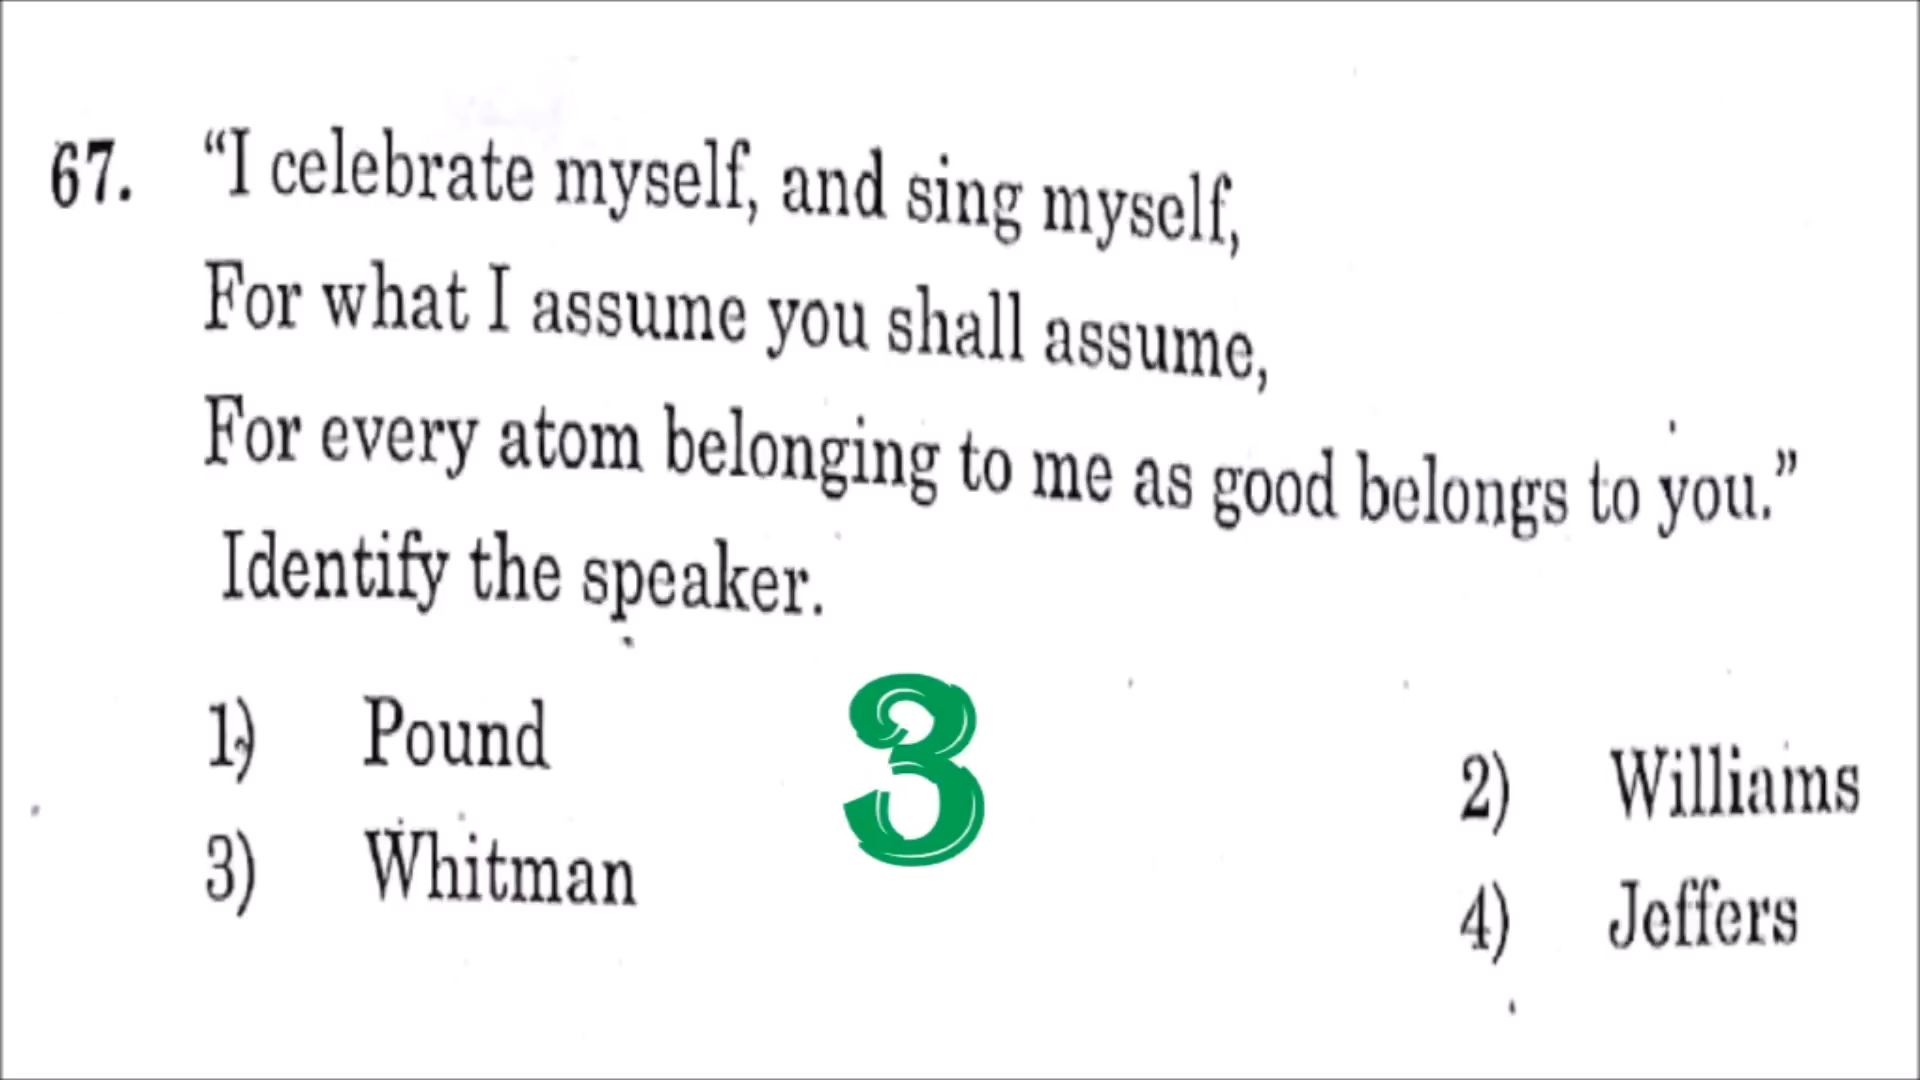 67. “I celebrate myself, and sing myself,
For what I assume you shall assume,
For every atom belonging to me as good belongs to you.”
Identify the speaker.
1) Pound
3
2) Williams
3) Whitman
4) Jeffers